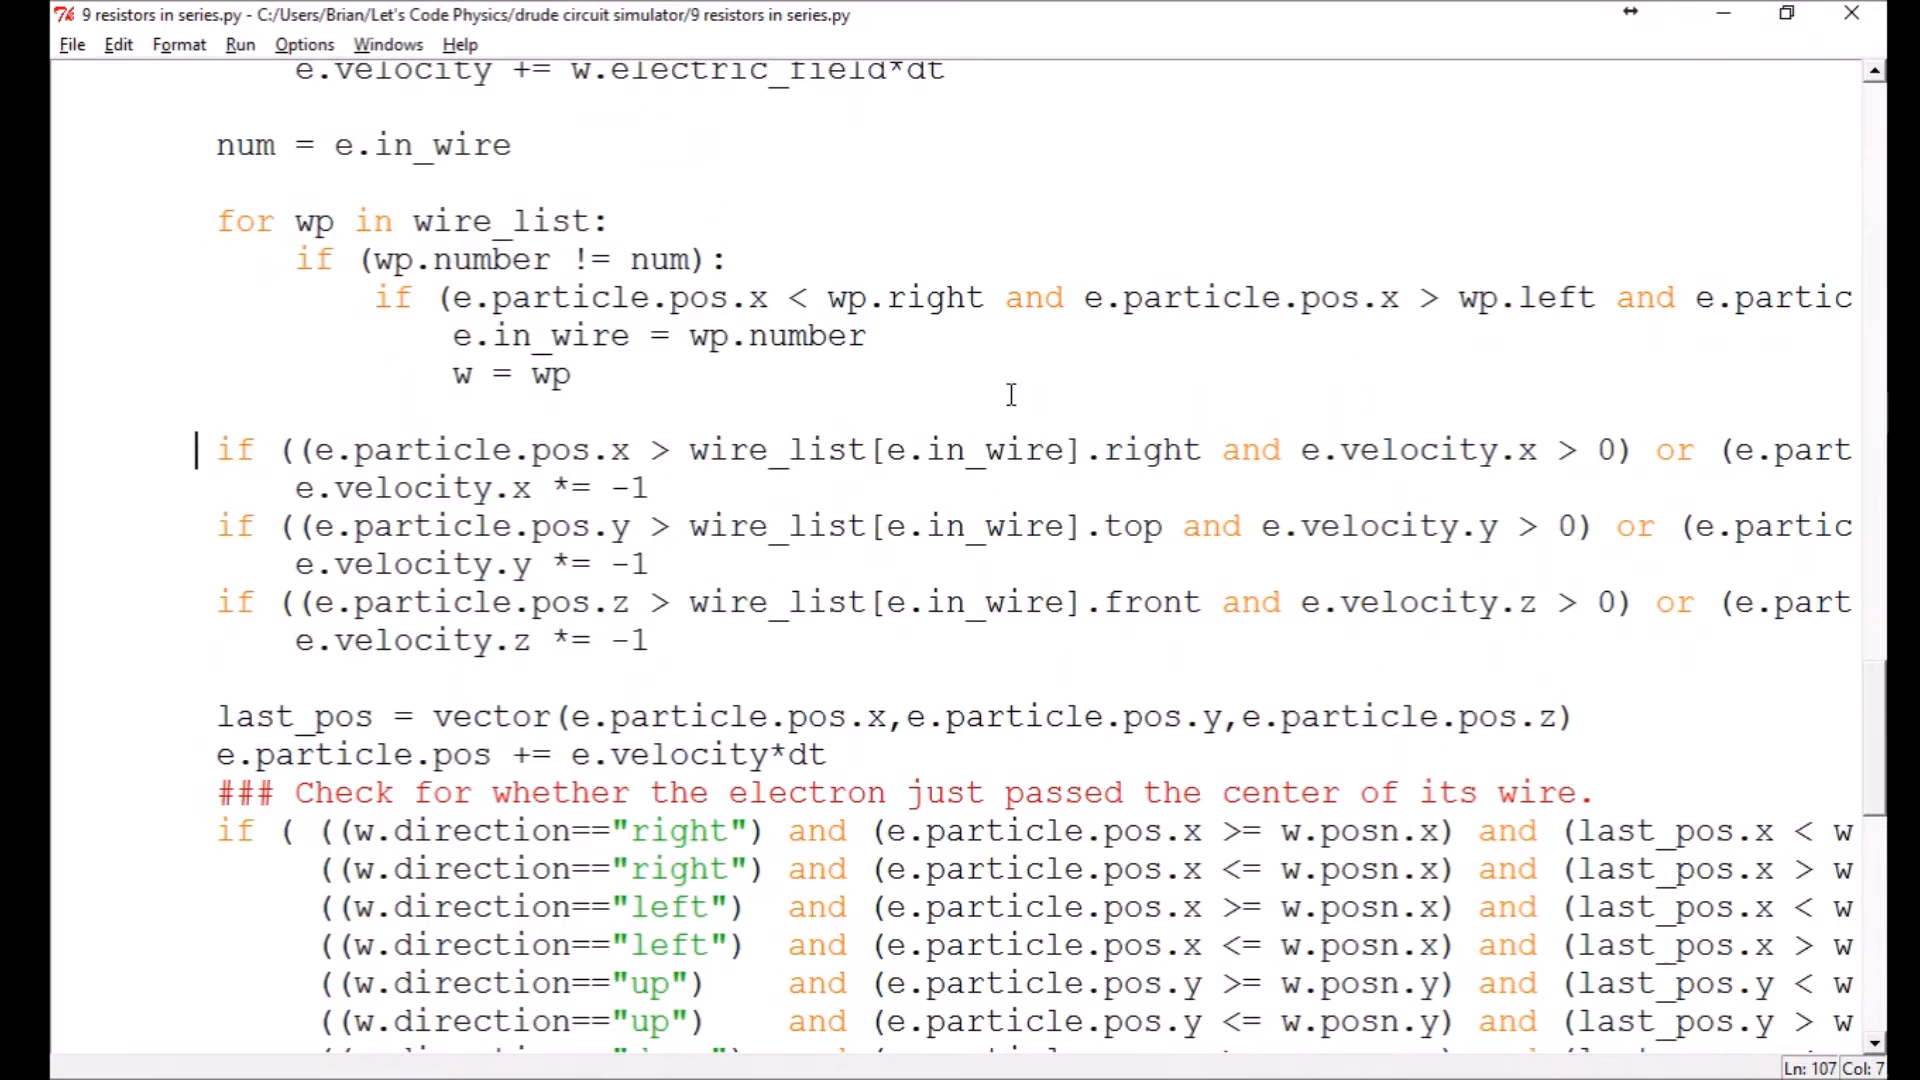 9 resistors in series.py - C:/Users/Brian/Let's Code Physics/drude circuit simulator/9 resistors in series.py
File Edit Format Run Options Windows Help
e.velocity += w.electric_field*dt
num = e.in_wire
for wp in wire_list:
if (wp.number != num):
if (e.particle.pos.x < wp.right and e.particle.pos.x > wp.left and e.partic
e.in_wire = wp.number
w = wp
if ((e.particle.pos.x > wire_list[e.in_wire].right and e.velocity.x > 0) or (e.part
e.velocity.x *= -1
if ((e.particle.pos.y > wire_list[e.in_wire].top and e.velocity.y > 0) or (e.partic
e.velocity.y *= -1
if ((e.particle.pos.z > wire_list[e.in_wire].front and e.velocity.z > 0) or (e.part
e.velocity.z *= -1
last_pos = vector(e.particle.pos.x,e.particle.pos.y,e.particle.pos.z)
e.particle.pos += e.velocity*dt
### Check for whether the electron just passed the center of its wire.
if ( ((w.direction=="right") and (e.particle.pos.x >= w.posn.x) and (last_pos.x < w
((w.direction=="right") and (e.particle.pos.x <= w.posn.x) and (last_pos.x > w
((w.direction=="left") and (e.particle.pos.x >= w.posn.x) and (last_pos.x < w
((w.direction=="left") and (e.particle.pos.x <= w.posn.x) and (last_pos.x > w
((w.direction=="up") and (e.particle.pos.y >= w.posn.y) and (last_pos.y < w
((w.direction=="up") and (e.particle.pos.y <= w.posn.y) and (last_pos.y > w
Ln: 107 Col: 7